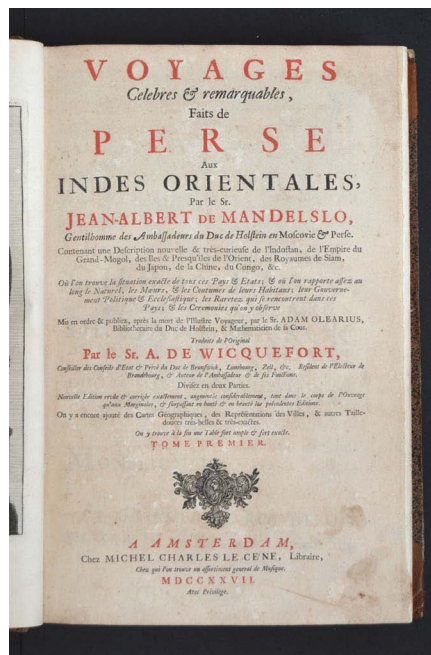 VOYAGES
Celebres & remarquables,
Faits de
PERSE
Aux
INDES ORIENTALES,
Par le Sr.
JEAN-ALBERT DE MANDELSLO,
Gentilhomme des Ambassadeurs du Duc de Holstein en Moscovie & Perse.
Contenant une Description nouvelle & très-curieuse de l'Indostan, de l'Empire du
Grand-Mogol, des Iles & Presqu'îles de l'Orient, des Royaumes de Siam,
du Japon, de la Chine, du Congo, &c.
Où l'on trouve la situation exacte de tous ces Pays & Etats; & où l'on rapporte assez au
long le Naturel, les Mœurs, & les Coutumes de leurs Habitans; leur Gouverne-
ment Politique & Ecclesiastique; les Raretez qui se rencontrent dans ces
Pays; & les Ceremonies qu'on y observe
Mis en ordre & publiez, après la mort de l'Illustre Voyageur, par le Sr. ADAM OLEARIUS,
Bibliothécaire du Duc de Holstein, & Mathematicien de sa Cour.
Traduits de l'Original
Par le Sr. A. DE WICQUEFORT,
Conseiller des Conseils d'Etat & Privé du Duc de Brunswick, Lunebourg, Zell, &c. Resident de l'Electeur de
Brandebourg, & Auteur de l'Ambassadeur & de ses Fonctions.
Divisez en deux Parties.
Nouvelle Edition revûe & corrigée exactement, augmentée considerablement, tant dans le corps de l'Ouvrage
qu'aux Marginales, & surpassant en bonté & en beauté les précedentes Editions.
On y a encore ajouté des Cartes Géographiques, des Représentations des Villes, & autres Taille-
douces très-belles & très-exactes.
On y trouve à la fin une Table fort ample & fort exacte.
TOME PREMIER.
A AMSTERDAM,
Chez MICHEL CHARLES LE CENE, Libraire,
Chez qui l'on trouve un assortiment general de Musique.
MDCCXXVII.
Avec Privilege.